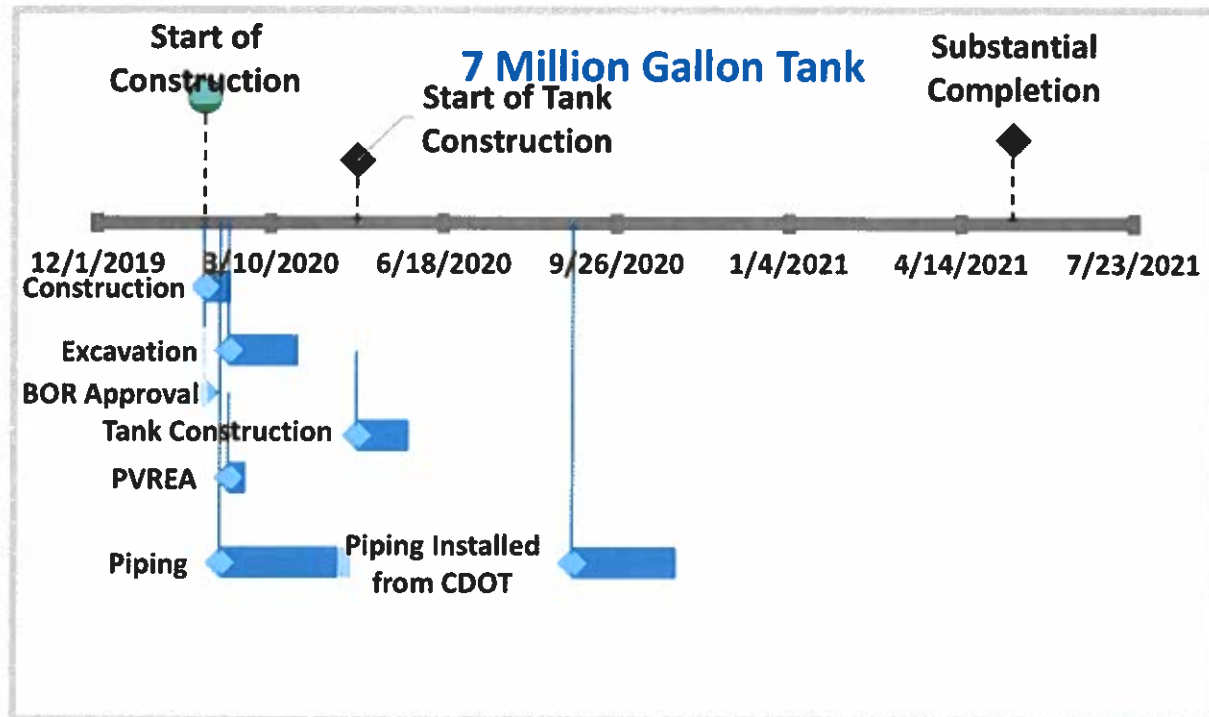 Start of
Construction
7 Million Gallon Tank
Start of Tank
Construction
Substantial
Completion
12/1/2019
3/10/2020
6/18/2020
9/26/2020
1/4/2021
4/14/2021
7/23/2021
Construction
Excavation
BOR Approval
Tank Construction
PVREA
Piping
Piping Installed
from CDOT